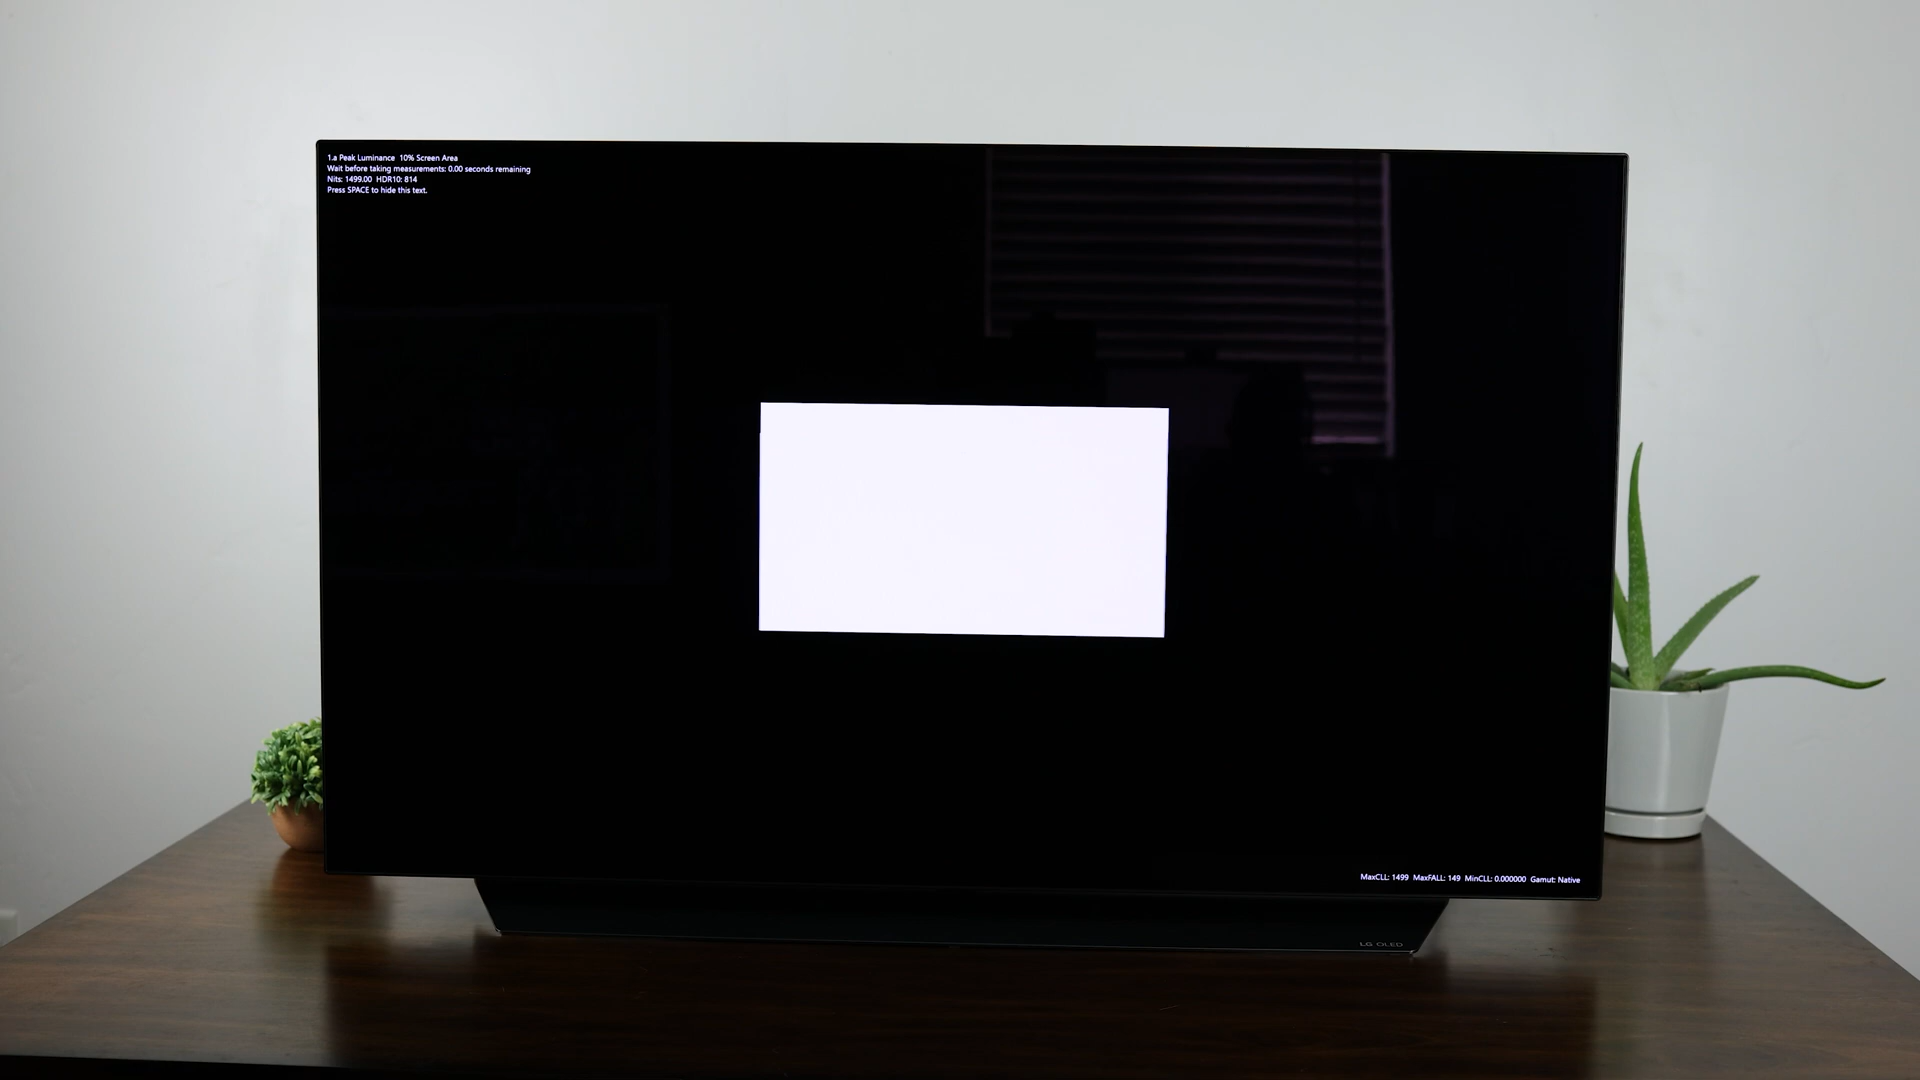 1.a Peak Luminance  10% Screen Area
Wait before taking measurements: 0.00 seconds remaining
Nits: 1499.00  HDR10: 814
Press SPACE to hide this text.
MaxCLL: 1499  MaxFALL: 149  MinCLL: 0.000000  Gamut: Native
LG OLED